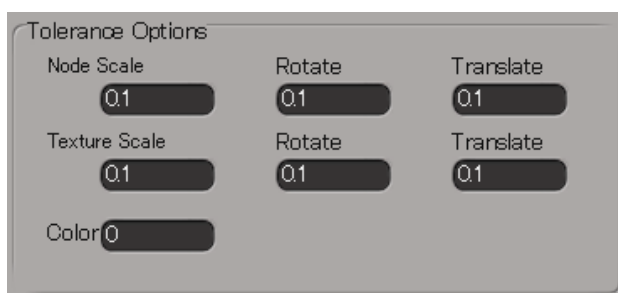 Tolerance Options
Node Scale Rotate Translate
0.1 0.1 0.1
Texture Scale Rotate Translate
0.1 0.1 0.1
Color 0